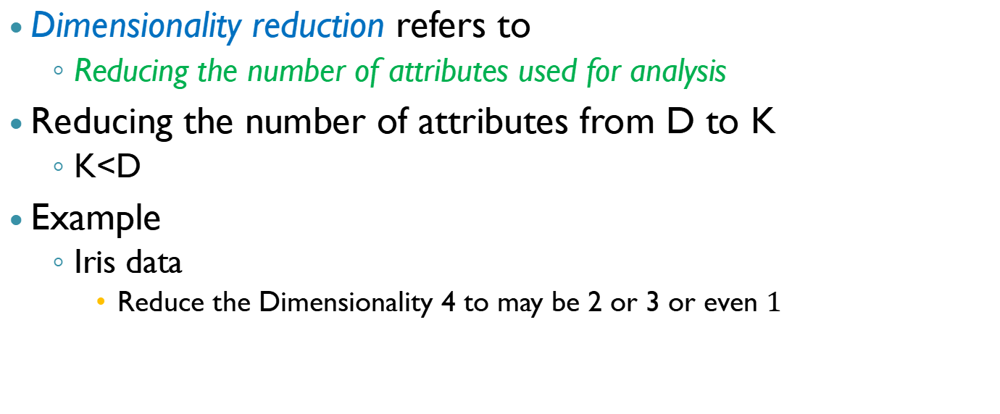 • Dimensionality reduction refers to
◦ Reducing the number of attributes used for analysis
• Reducing the number of attributes from D to K
◦ K<D
• Example
◦ Iris data
• Reduce the Dimensionality 4 to may be 2 or 3 or even 1